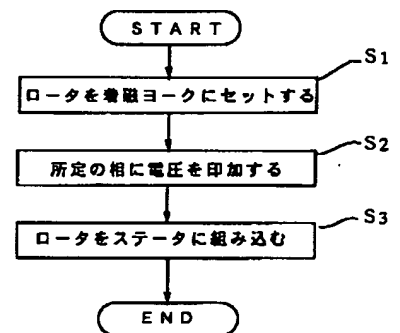 START
S1
ロータを着磁ヨークにセットする
S2
所定の相に電圧を印加する
S3
ロータをステータに組み込む
END